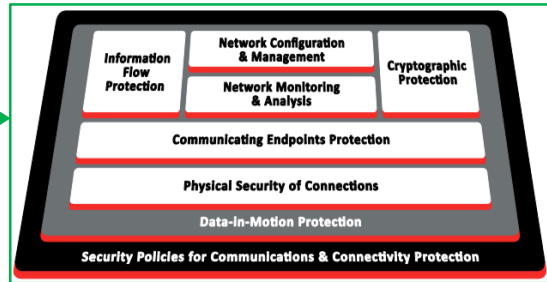 Information
Flow
Protection
Network Configuration
& Management
Network Monitoring
& Analysis
Cryptographic
Protection
Communicating Endpoints Protection
Physical Security of Connections
Data-in-Motion Protection
Security Policies for Communications & Connectivity Protection